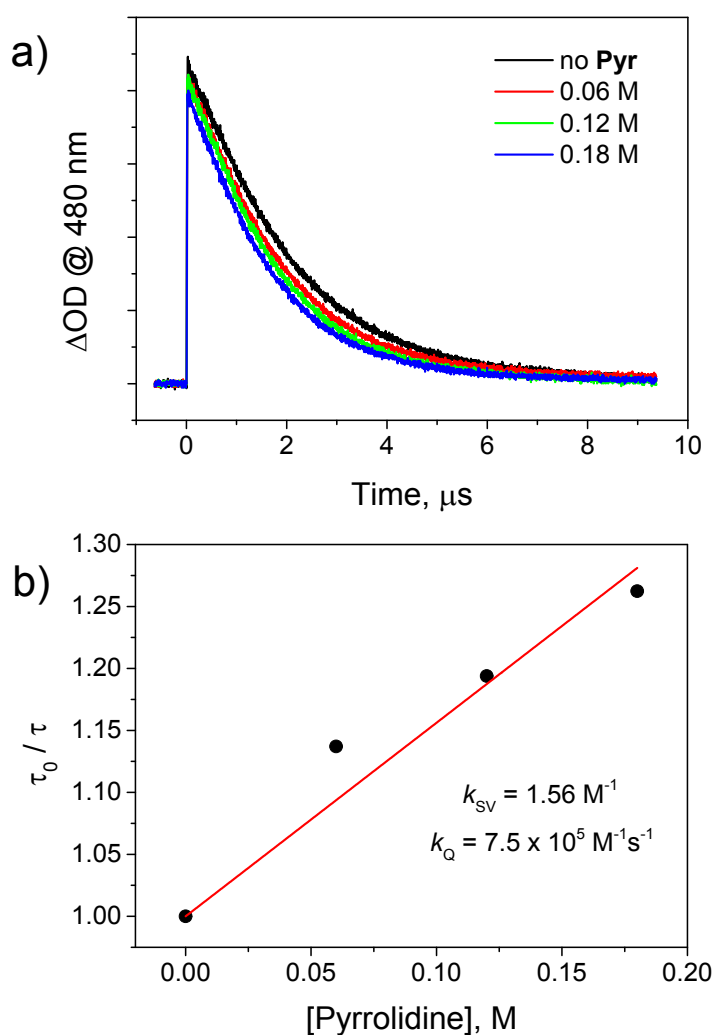 a)
no Pyr
0.06 M
0.12 M
0.18 M
ΔOD @ 480 nm
0 2 4 6 8 10
Time, μs
b)
1.30
1.25
1.20
1.15
1.10
1.05
1.00
τ0 / τ
kSV = 1.56 M-1
kQ = 7.5 x 10^5 M-1s-1
0.00 0.05 0.10 0.15 0.20
[Pyrrolidine], M